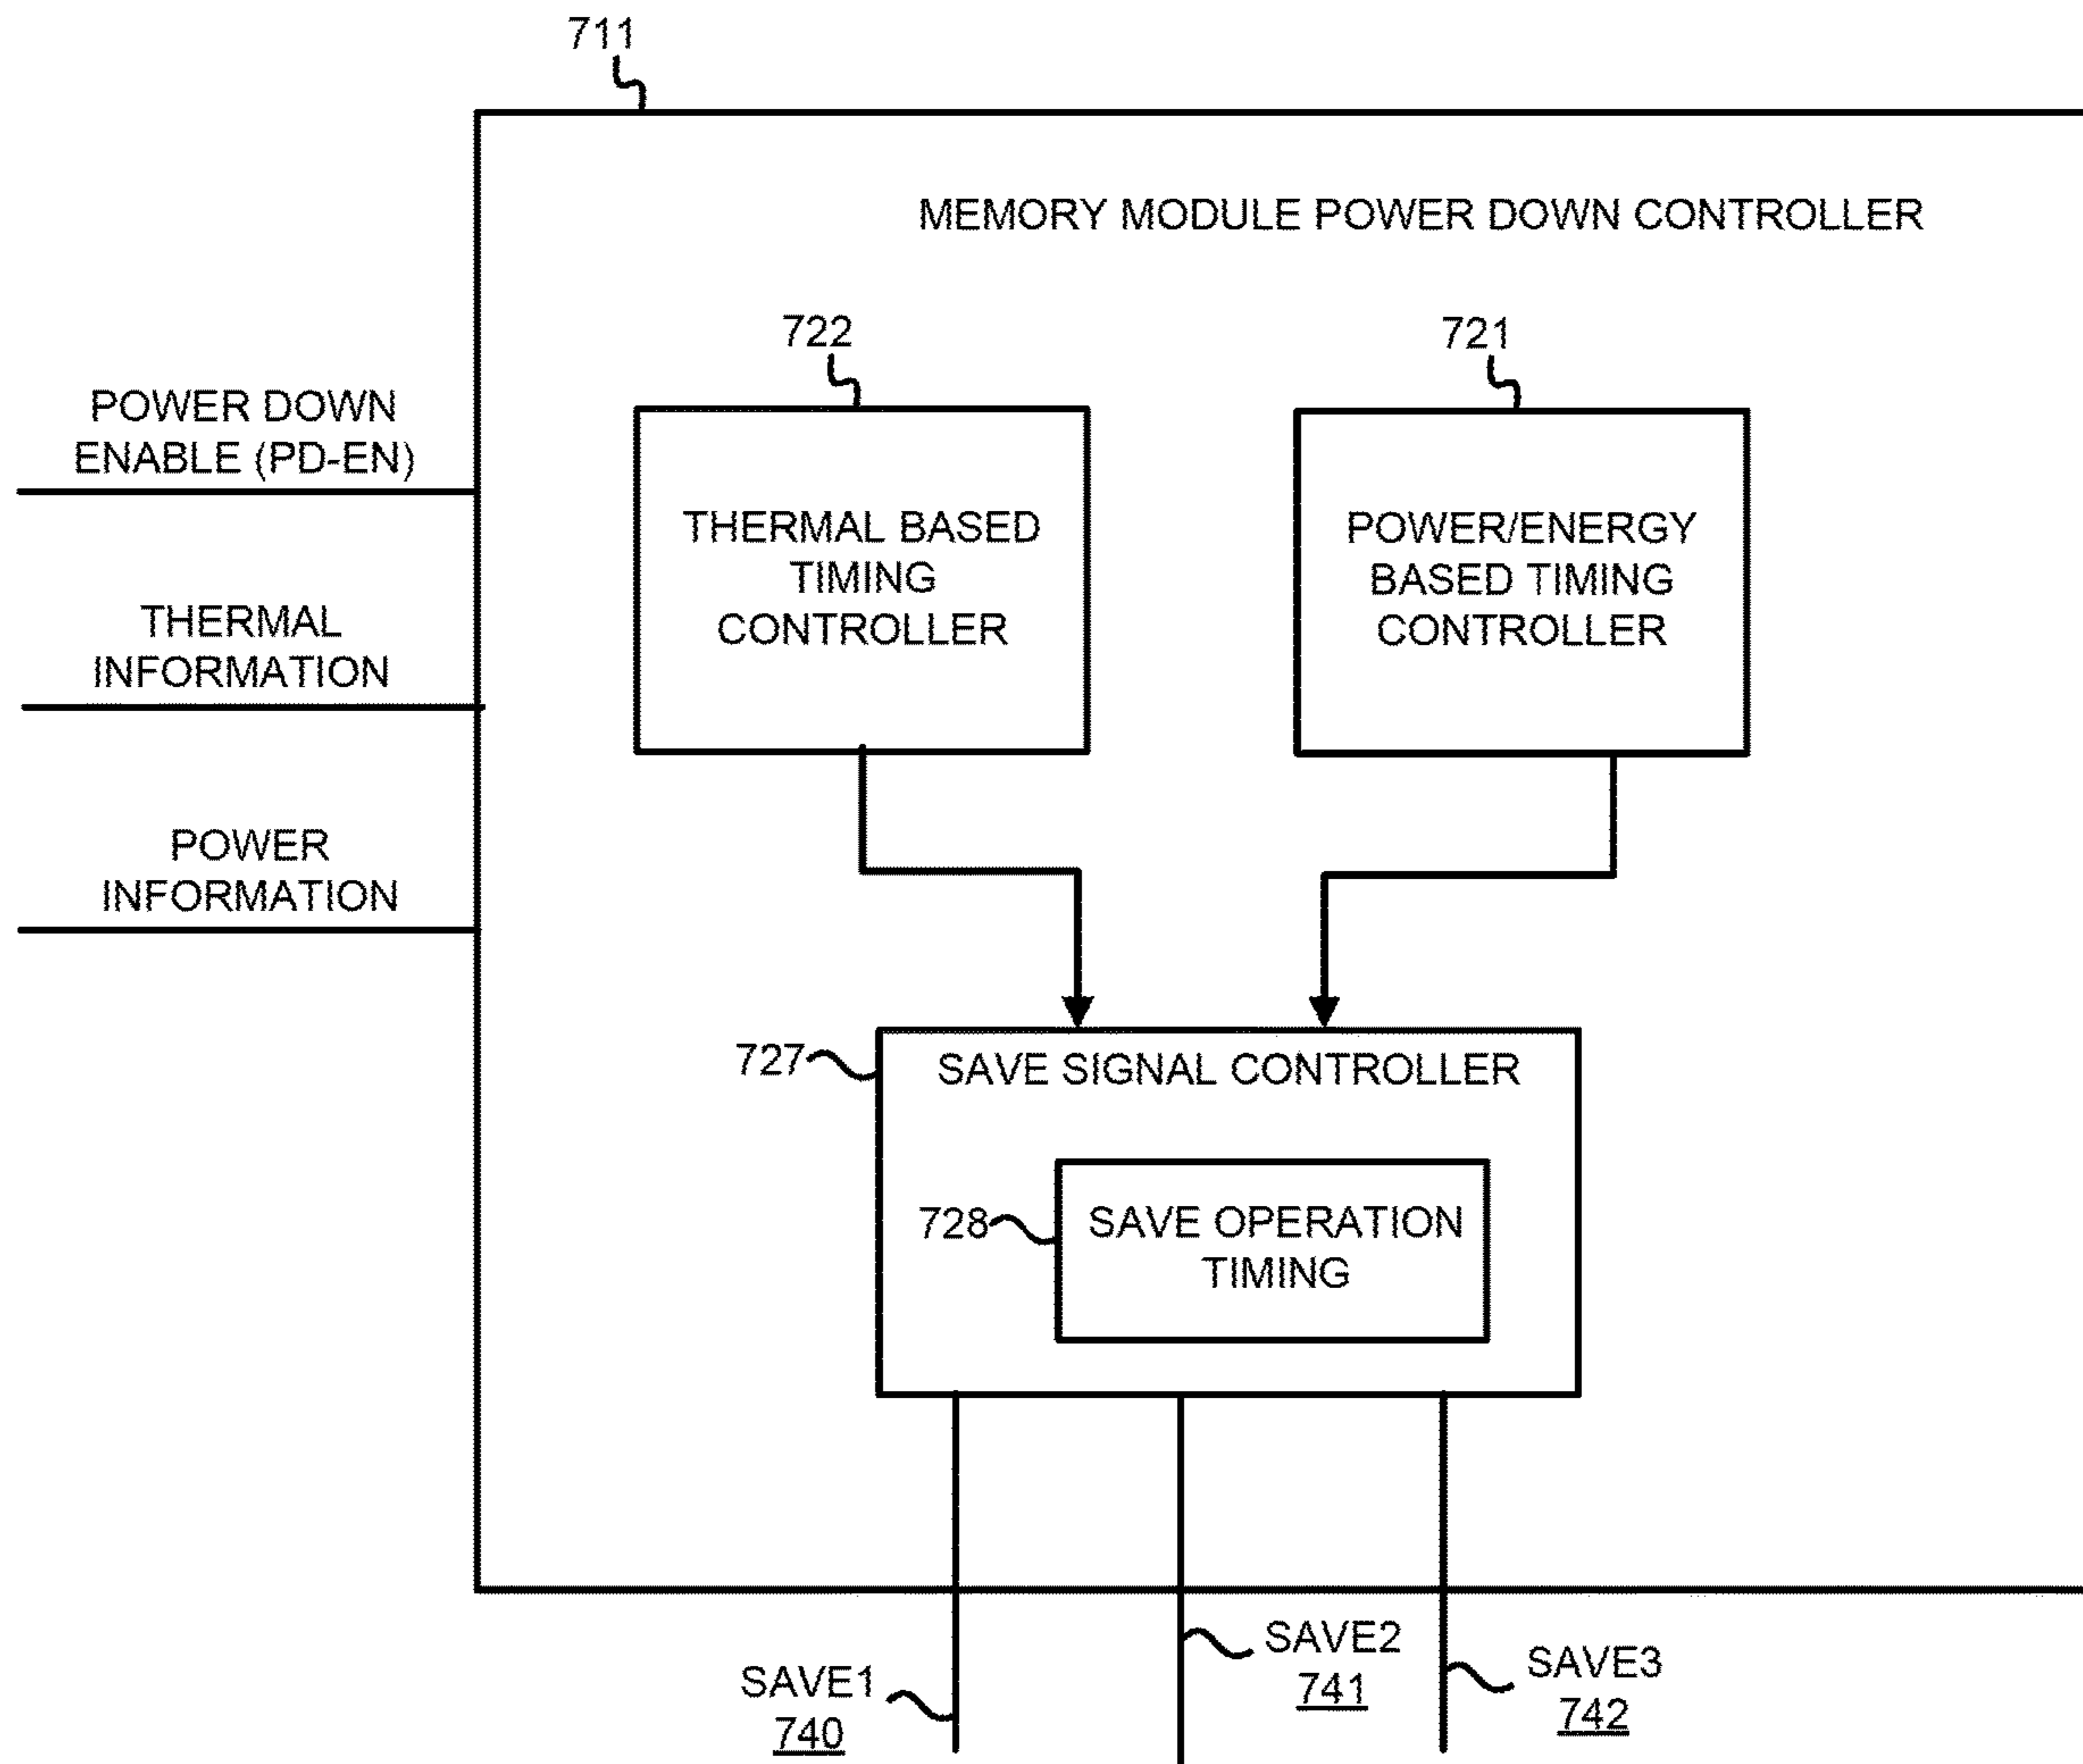 711
MEMORY MODULE POWER DOWN CONTROLLER
722
721
POWER DOWN
ENABLE (PD-EN)
THERMAL BASED
TIMING
CONTROLLER
POWER/ENERGY
BASED TIMING
CONTROLLER
THERMAL
INFORMATION
POWER
INFORMATION
727
SAVE SIGNAL CONTROLLER
728
SAVE OPERATION
TIMING
SAVE1
740
SAVE2
741
SAVE3
742